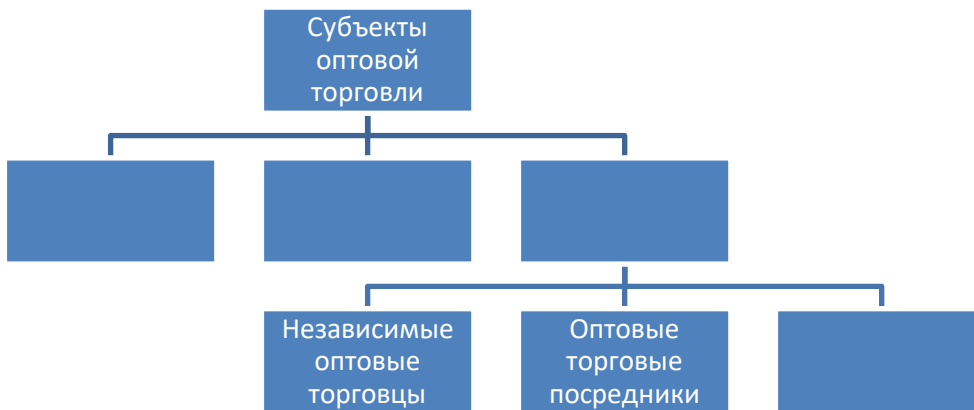 Субъекты
оптовой
торговли
Независимые
оптовые
торговцы
Оптовые
торговые
посредники